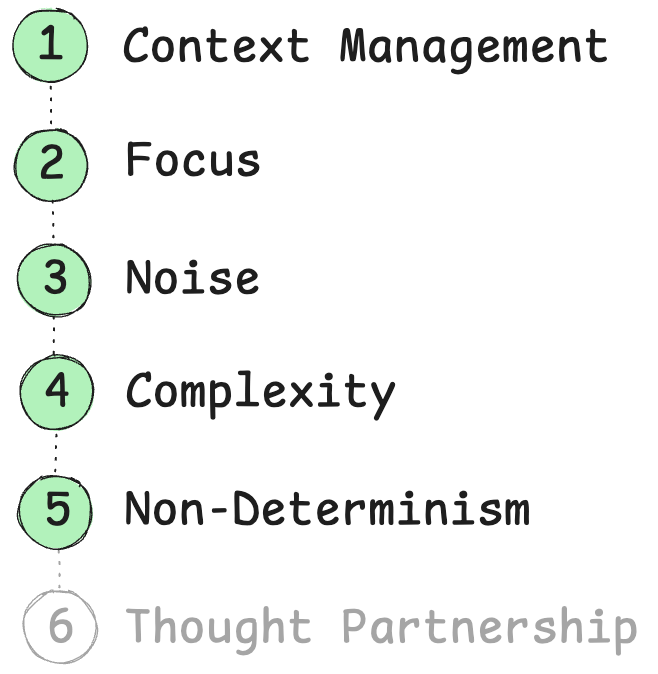 1 Context Management
2 Focus
3 Noise
4 Complexity
5 Non-Determinism
6 Thought Partnership